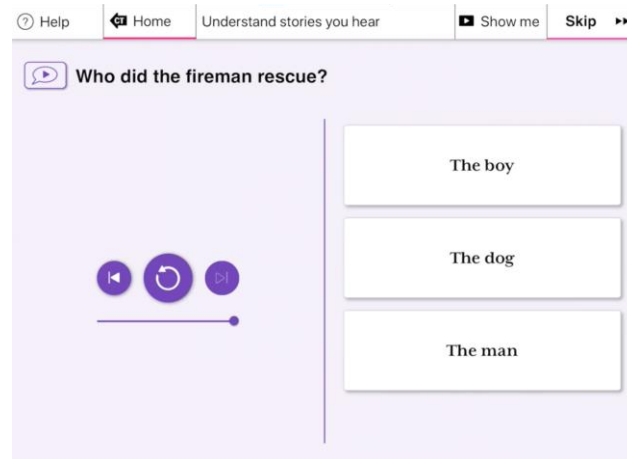 Help
Home
Understand stories you hear
Show me
Skip
Who did the fireman rescue?
The boy
The dog
The man